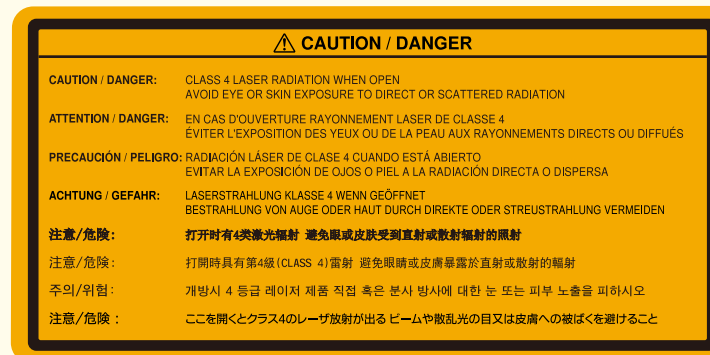 ⚠ CAUTION / DANGER
CAUTION / DANGER: CLASS 4 LASER RADIATION WHEN OPEN
AVOID EYE OR SKIN EXPOSURE TO DIRECT OR SCATTERED RADIATION
ATTENTION / DANGER: EN CAS D'OUVERTURE RAYONNEMENT LASER DE CLASSE 4
ÉVITER L'EXPOSITION DES YEUX OU DE LA PEAU AUX RAYONNEMENTS DIRECTS OU DIFFUÉS
PRECAUCIÓN / PELIGRO: RADIACIÓN LÁSER DE CLASE 4 CUANDO ESTÁ ABIERTO
EVITAR LA EXPOSICIÓN DE OJOS O PIEL A LA RADIACIÓN DIRECTA O DISPERSA
ACHTUNG / GEFAHR: LASERSTRAHLUNG KLASSE 4 WENN GEÖFFNET
BESTRAHLUNG VON AUGE ODER HAUT DURCH DIREKTE ODER STREUSTRAHLUNG VERMEIDEN
注意/危险: 打开时有4类激光辐射 避免眼或皮肤受到直射或散射辐射的照射
注意/危險: 打開時具有第4級(CLASS 4)雷射 避免眼睛或皮膚暴露於直射或散射的輻射
주의/위험: 개방시 4 등급 레이저 제품 직접 혹은 분사 방사에 대한 눈 또는 피부 노출을 피하시오
注意/危険: ここを開くとクラス4のレーザ放射が出る ビームや散乱光の目又は皮膚への被ばくを避けること